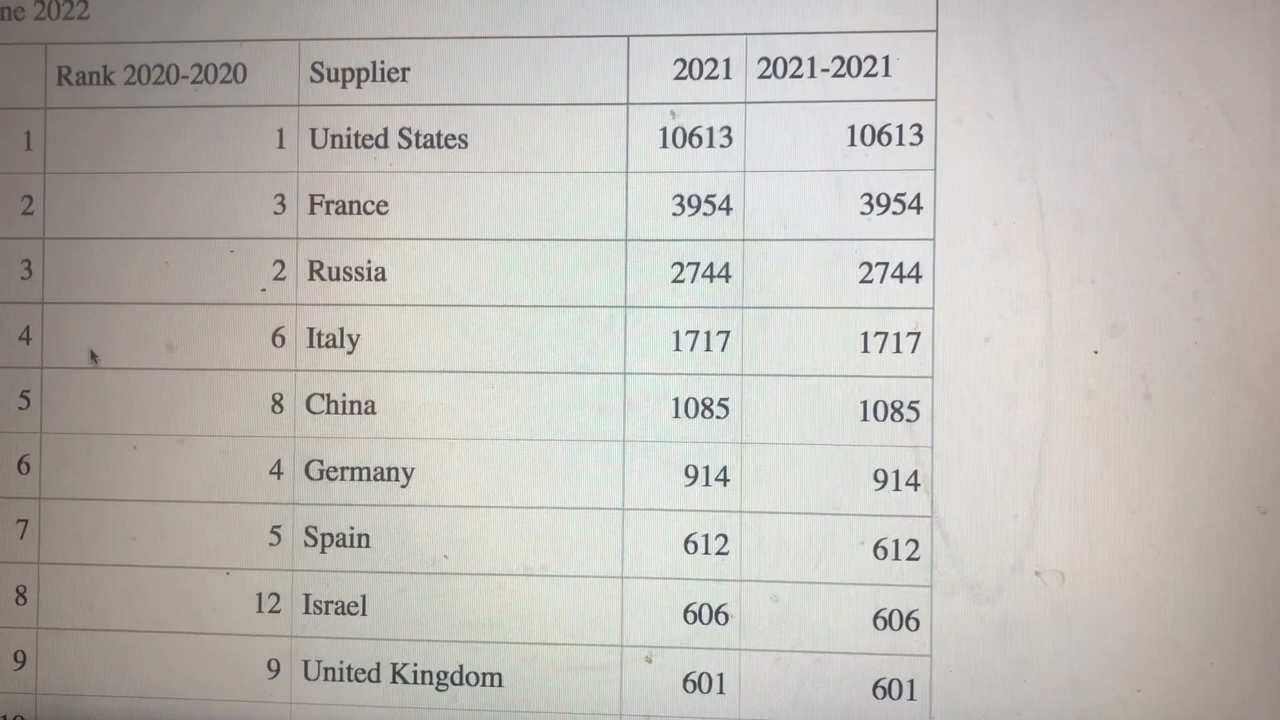 ne 2022
Rank 2020-2020 Supplier 2021 2021-2021
1 1 United States 10613 10613
2 3 France 3954 3954
3 2 Russia 2744 2744
4 6 Italy 1717 1717
5 8 China 1085 1085
6 4 Germany 914 914
7 5 Spain 612 612
8 12 Israel 606 606
9 9 United Kingdom 601 601